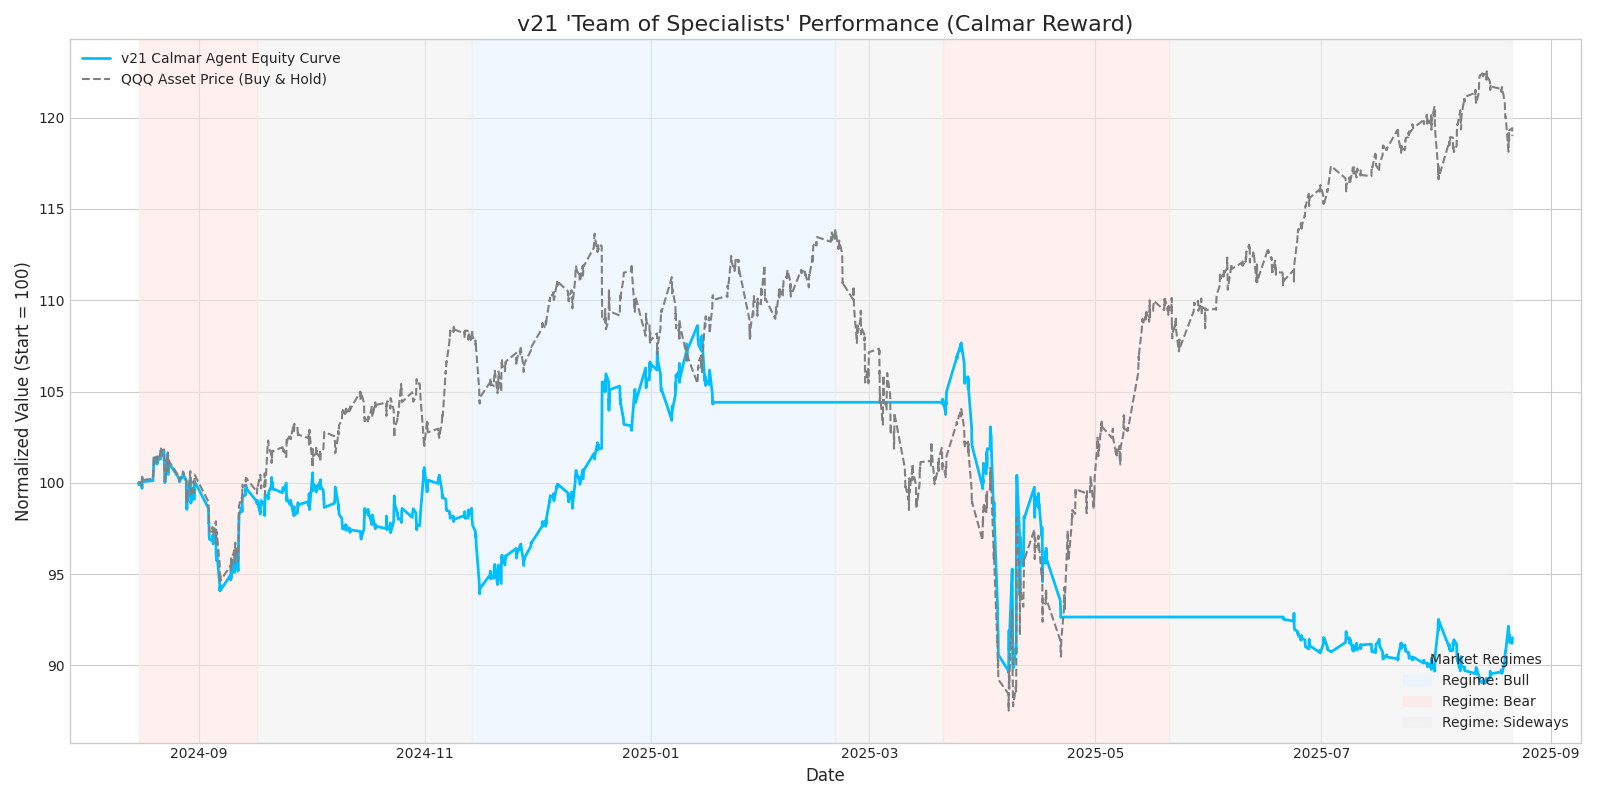 v21 'Team of Specialists' Performance (Calmar Reward)
v21 Calmar Agent Equity Curve
QQQ Asset Price (Buy & Hold)
Normalized Value (Start = 100)
120
115
110
105
100
95
90
Market Regimes
Regime: Bull
Regime: Bear
Regime: Sideways
2024-09
2024-11
2025-01
2025-03
2025-05
2025-07
2025-09
Date